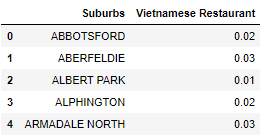 Suburbs Vietnamese Restaurant
0 ABBOTSFORD 0.02
1 ABERFELDIE 0.03
2 ALBERT PARK 0.01
3 ALPHINGTON 0.02
4 ARMADALE NORTH 0.03